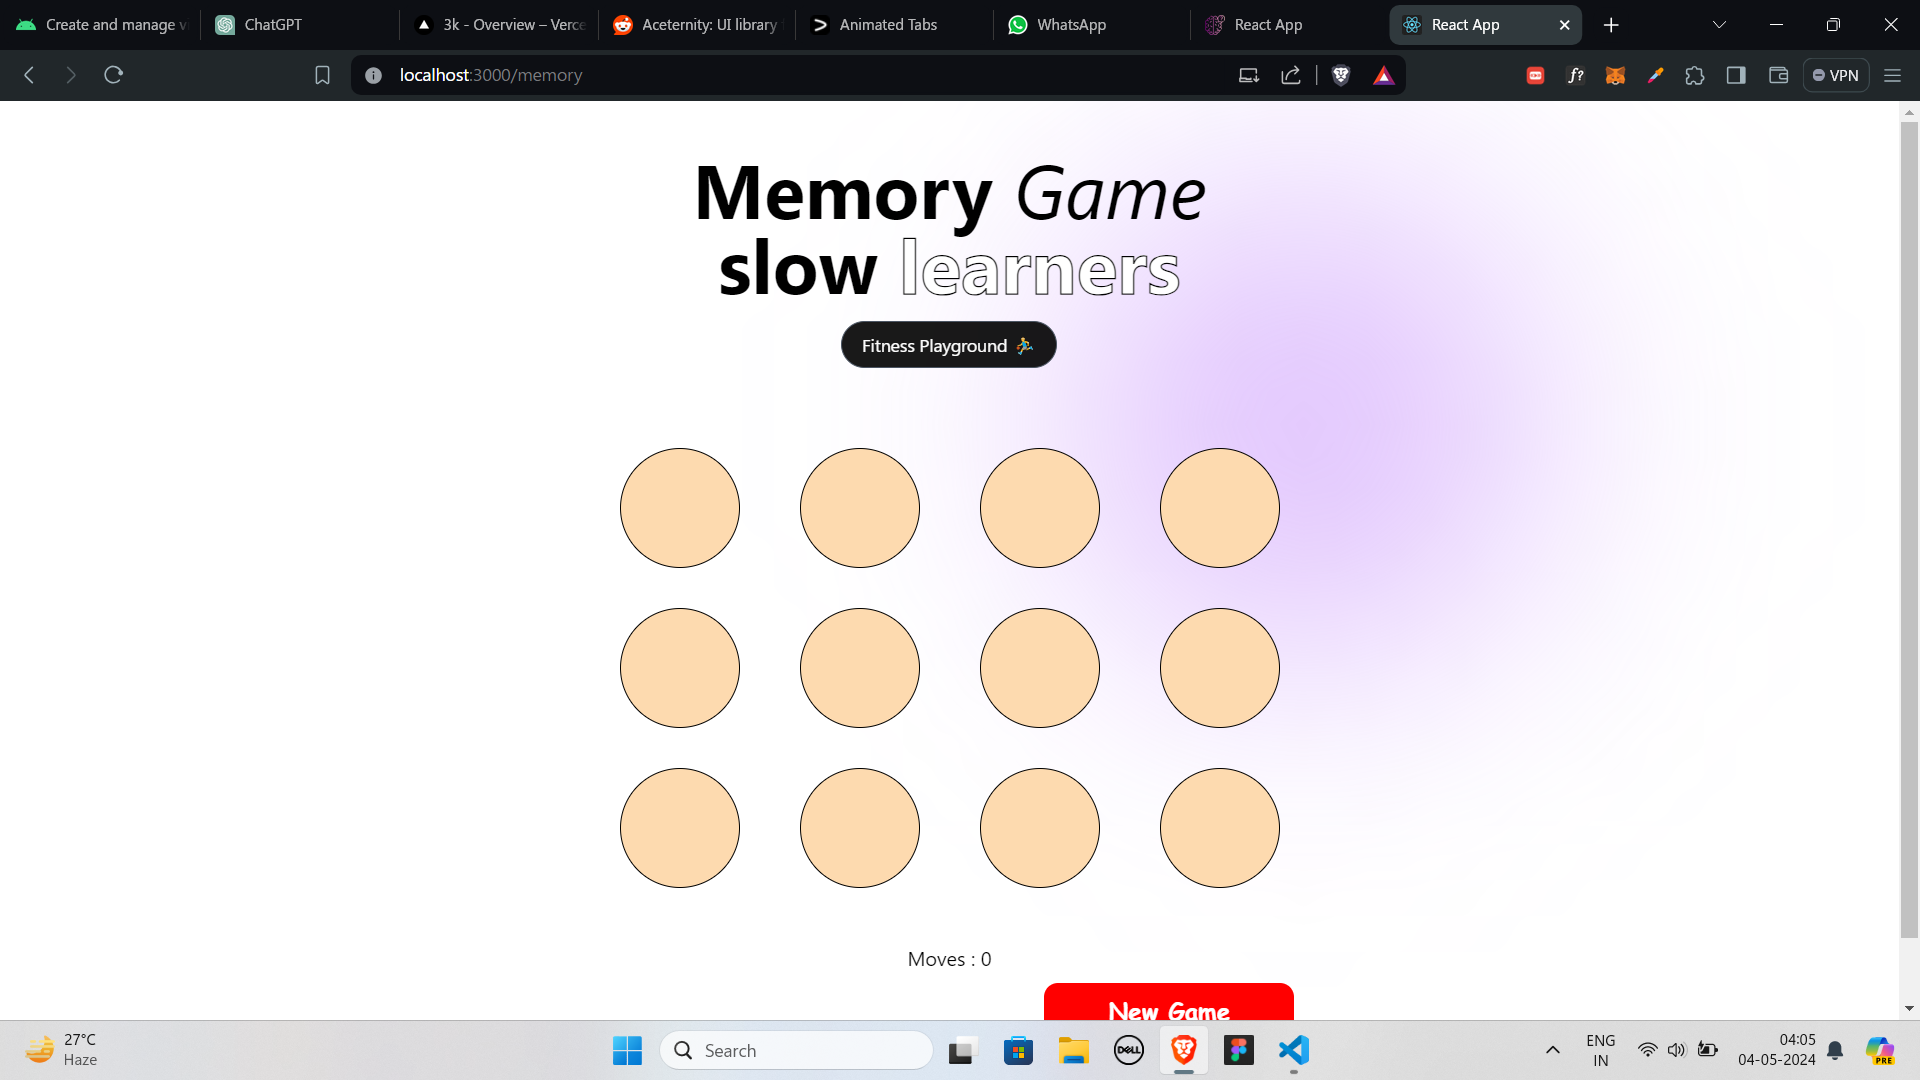 Create and manage v
ChatGPT
3k - Overview – Verce
Aceternity: UI library
Animated Tabs
WhatsApp
React App
React App
localhost:3000/memory
f?
VPN
Memory Game
slow learners
Fitness Playground
Moves : 0
New Game
27°C
Haze
Search
DELL
ENG
IN
04:05
04-05-2024
PRE